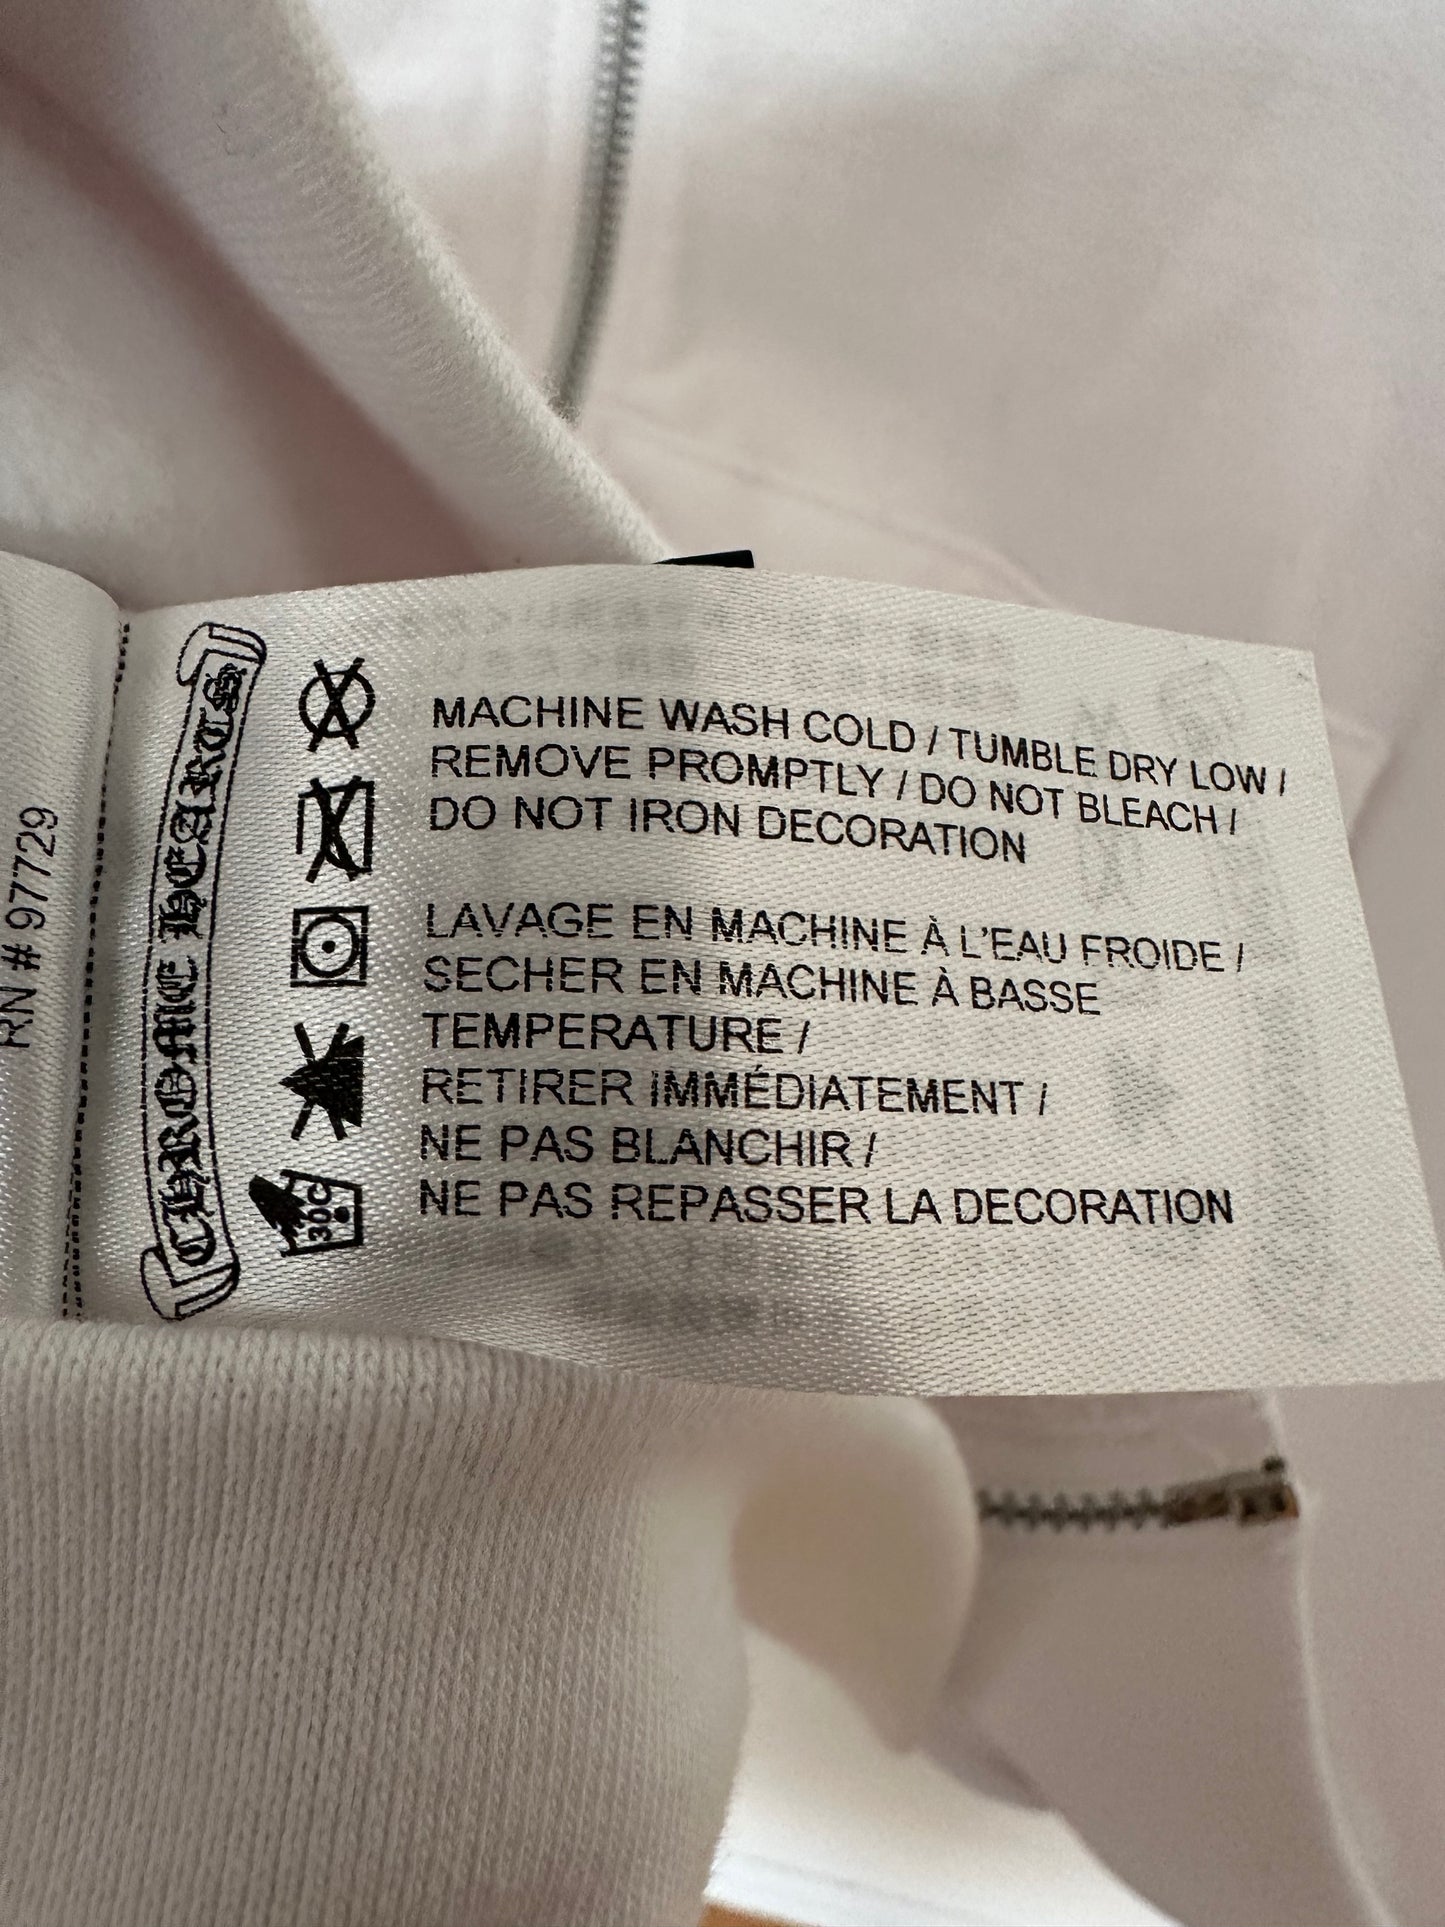 RN # 97729
CHROME HEARTS
30C
MACHINE WASH COLD / TUMBLE DRY LOW /
REMOVE PROMPTLY / DO NOT BLEACH /
DO NOT IRON DECORATION
LAVAGE EN MACHINE À L'EAU FROIDE /
SECHER EN MACHINE À BASSE
TEMPERATURE /
RETIRER IMMÉDIATEMENT /
NE PAS BLANCHIR /
NE PAS REPASSER LA DECORATION